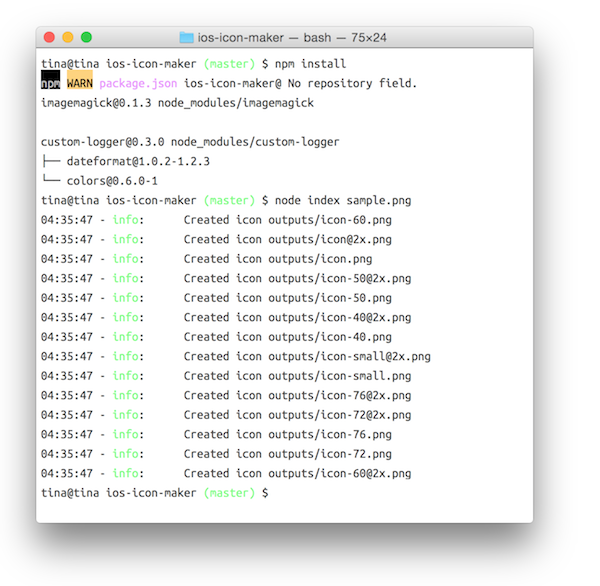 ios-icon-maker — bash — 75×24
tina@tina ios-icon-maker (master) $ npm install
npm WARN package.json ios-icon-maker@ No repository field.
imagemagick@0.1.3 node_modules/imagemagick
custom-logger@0.3.0 node_modules/custom-logger
├── dateformat@1.0.2-1.2.3
└── colors@0.6.0-1
tina@tina ios-icon-maker (master) $ node index sample.png
04:35:47 - info:      Created icon outputs/icon-60.png
04:35:47 - info:      Created icon outputs/icon@2x.png
04:35:47 - info:      Created icon outputs/icon.png
04:35:47 - info:      Created icon outputs/icon-50@2x.png
04:35:47 - info:      Created icon outputs/icon-50.png
04:35:47 - info:      Created icon outputs/icon-40@2x.png
04:35:47 - info:      Created icon outputs/icon-40.png
04:35:47 - info:      Created icon outputs/icon-small@2x.png
04:35:47 - info:      Created icon outputs/icon-small.png
04:35:47 - info:      Created icon outputs/icon-76@2x.png
04:35:47 - info:      Created icon outputs/icon-72@2x.png
04:35:47 - info:      Created icon outputs/icon-76.png
04:35:47 - info:      Created icon outputs/icon-72.png
04:35:47 - info:      Created icon outputs/icon-60@2x.png
tina@tina ios-icon-maker (master) $